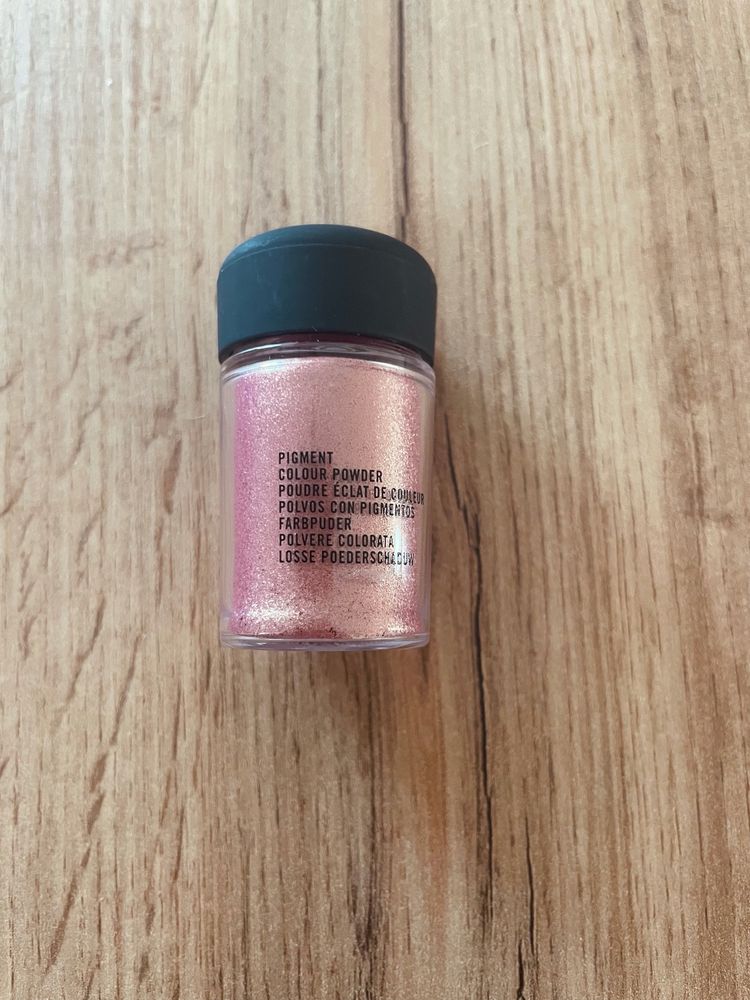 PIGMENT
COLOUR POWDER
POUDRE ÉCLAT DE COULEUR
POLVOS CON PIGMENTOS
FARBPUDER
POLVERE COLORATA
LOSSE POEDERSCHADUW